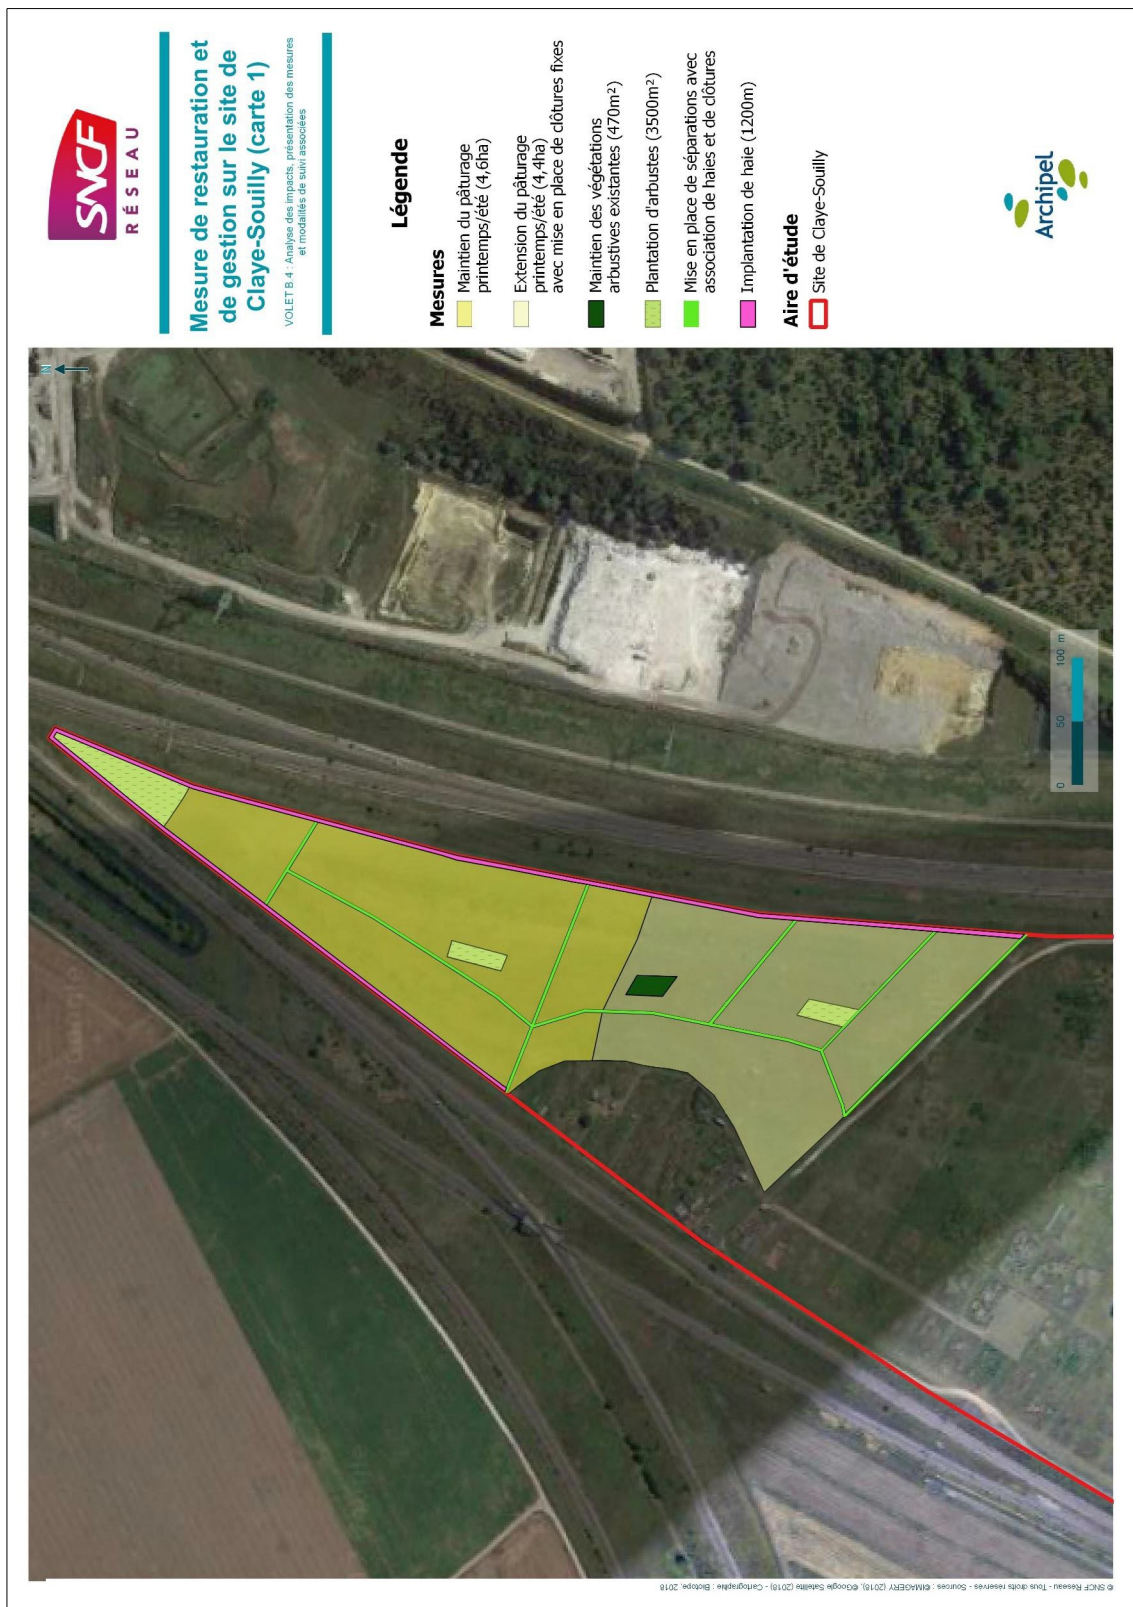 SNCF
RÉSEAU
Mesure de restauration et
de gestion sur le site de
Claye-Souilly (carte 1)
VOLET B.4 : Analyse des impacts, présentation des mesures
et modalités de suivi associées
Légende
Mesures
Maintien du pâturage
printemps/été (4,6ha)
Extension du pâturage
printemps/été (4,4ha)
avec mise en place de clôtures fixes
Maintien des végétations
arbustives existantes (470m²)
Plantation d'arbustes (3500m²)
Mise en place de séparations avec
association de haies et de clôtures
Implantation de haie (1200m)
Aire d'étude
Site de Claye-Souilly
Archipel
N
0 50 100 m
© SNCF Réseau - Tous droits réservés - Sources : ©IMAGERY (2018), ©Google Satellite (2018) - Cartographie : Biotope, 2018